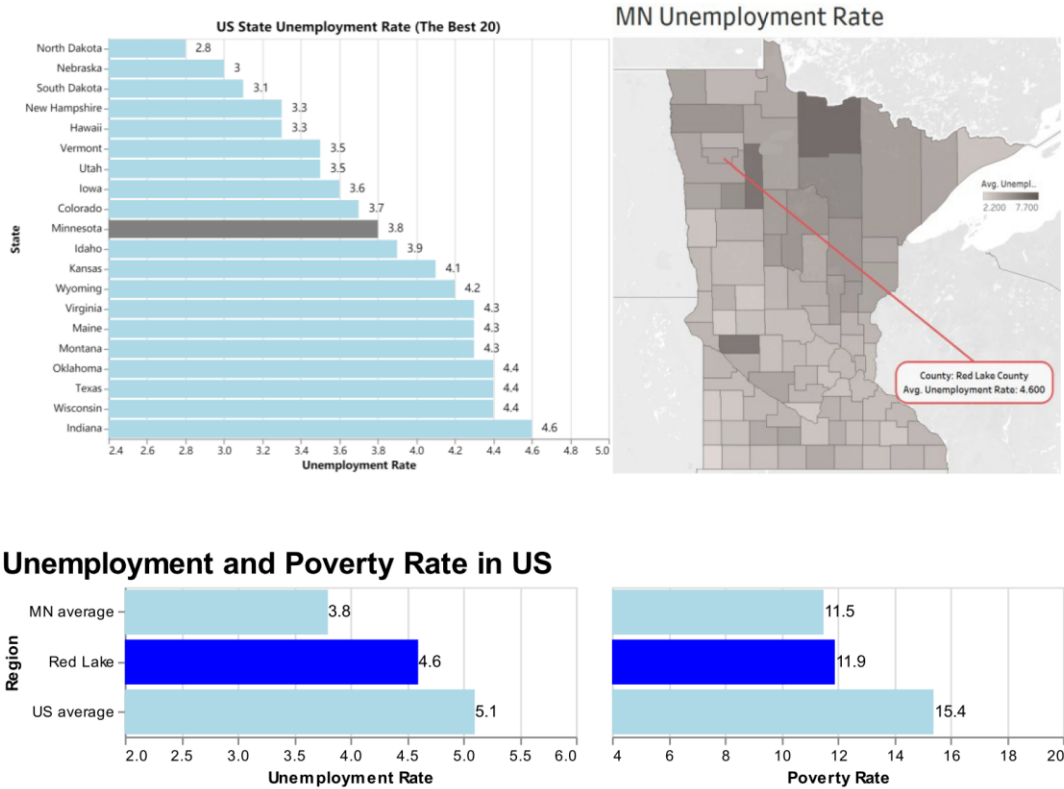 US State Unemployment Rate (The Best 20)
State
North Dakota 2.8
Nebraska 3
South Dakota 3.1
New Hampshire 3.3
Hawaii 3.3
Vermont 3.5
Utah 3.5
Iowa 3.6
Colorado 3.7
Minnesota 3.8
Idaho 3.9
Kansas 4.1
Wyoming 4.2
Virginia 4.3
Maine 4.3
Montana 4.3
Oklahoma 4.4
Texas 4.4
Wisconsin 4.4
Indiana 4.6
2.4 2.6 2.8 3.0 3.2 3.4 3.6 3.8 4.0 4.2 4.4 4.6 4.8 5.0
Unemployment Rate
MN Unemployment Rate
Avg. Unempl..
2.200 7.700
County: Red Lake County
Avg. Unemployment Rate: 4.600
Unemployment and Poverty Rate in US
Region
MN average 3.8
Red Lake 4.6
US average 5.1
2.0 2.5 3.0 3.5 4.0 4.5 5.0 5.5 6.0
Unemployment Rate
11.5
11.9
15.4
4 6 8 10 12 14 16 18 20
Poverty Rate